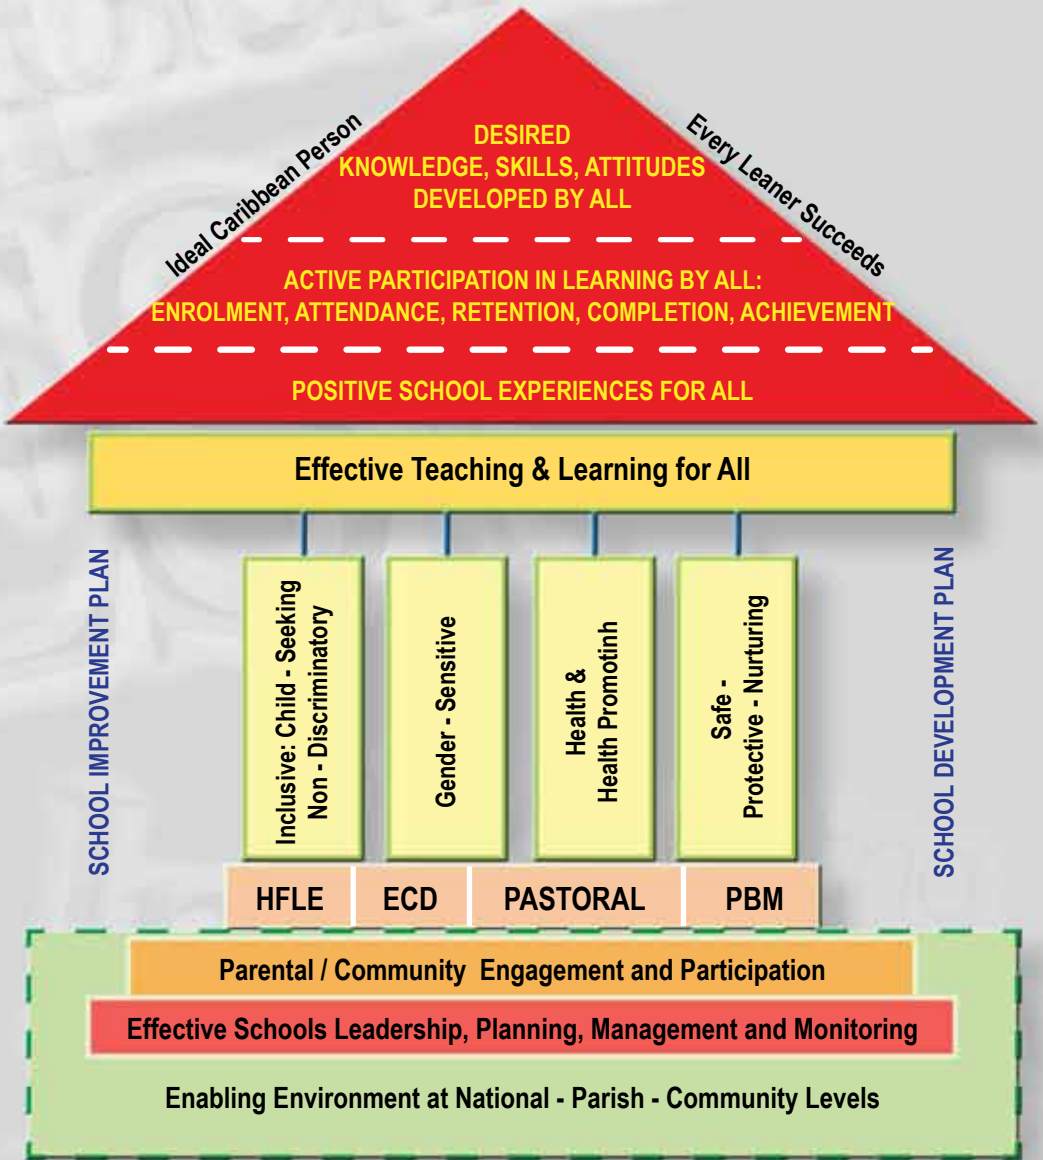 Ideal Caribbean Person
Every Leaner Succeeds
DESIRED
KNOWLEDGE, SKILLS, ATTITUDES
DEVELOPED BY ALL
ACTIVE PARTICIPATION IN LEARNING BY ALL:
ENROLMENT, ATTENDANCE, RETENTION, COMPLETION, ACHIEVEMENT
POSITIVE SCHOOL EXPERIENCES FOR ALL
Effective Teaching & Learning for All
SCHOOL IMPROVEMENT PLAN
Inclusive: Child - Seeking
Non - Discriminatory
Gender - Sensitive
Health &
Health Promotinh
Safe -
Protective - Nurturing
SCHOOL DEVELOPMENT PLAN
HFLE
ECD
PASTORAL
PBM
Parental / Community Engagement and Participation
Effective Schools Leadership, Planning, Management and Monitoring
Enabling Environment at National - Parish - Community Levels